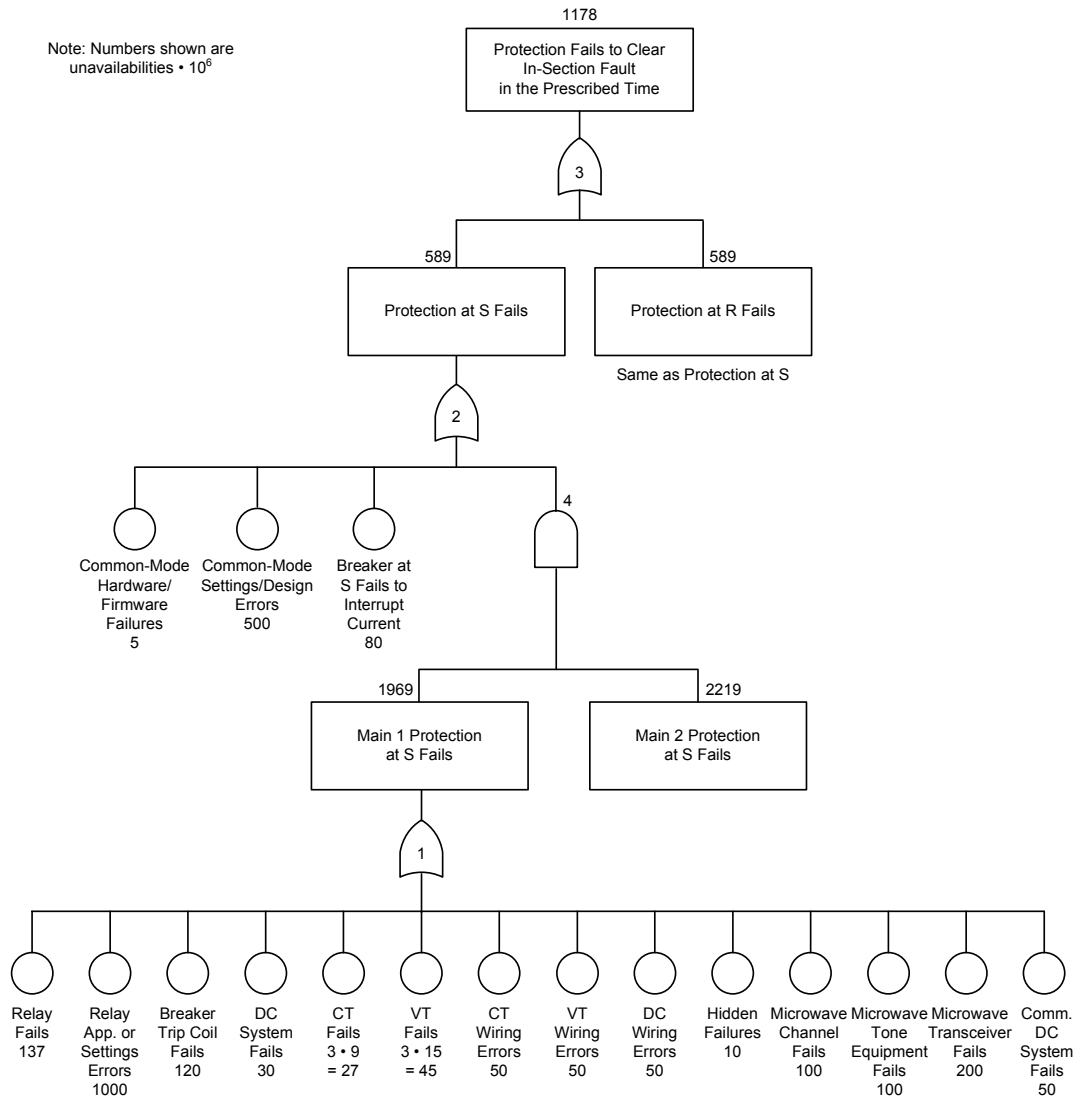 1178
Note: Numbers shown are
unavailabilities • 10⁶
Protection Fails to Clear
In-Section Fault
in the Prescribed Time
3
589
589
Protection at S Fails
Protection at R Fails
Same as Protection at S
2
4
Common-Mode
Hardware/
Firmware
Failures
5
Common-Mode
Settings/Design
Errors
500
Breaker at
S Fails to
Interrupt
Current
80
1969
2219
Main 1 Protection
at S Fails
Main 2 Protection
at S Fails
1
Relay
Fails
137
Relay
App. or
Settings
Errors
1000
Breaker
Trip Coil
Fails
120
DC
System
Fails
30
CT
Fails
3 • 9
= 27
VT
Fails
3 • 15
= 45
CT
Wiring
Errors
50
VT
Wiring
Errors
50
DC
Wiring
Errors
50
Hidden
Failures
10
Microwave
Channel
Fails
100
Microwave
Tone
Equipment
Fails
100
Microwave
Transceiver
Fails
200
Comm.
DC
System
Fails
50